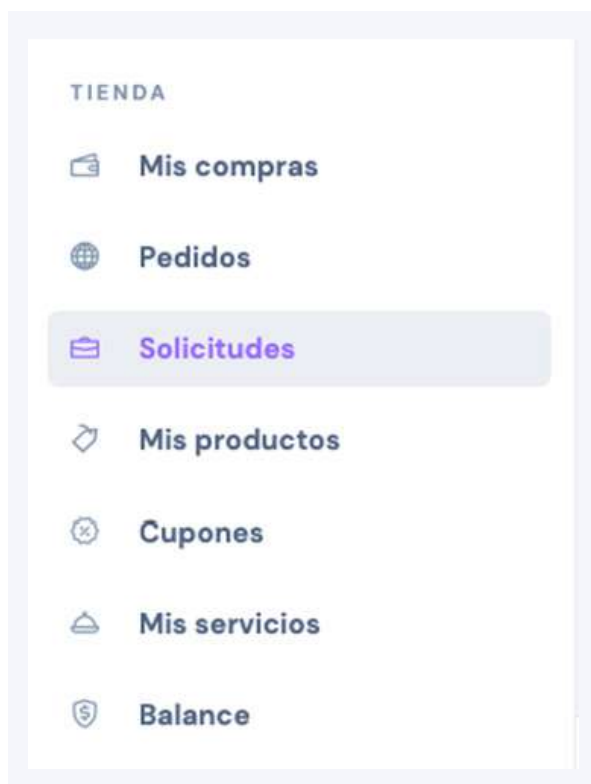 TIENDA
Mis compras
Pedidos
Solicitudes
Mis productos
Cupones
Mis servicios
Balance